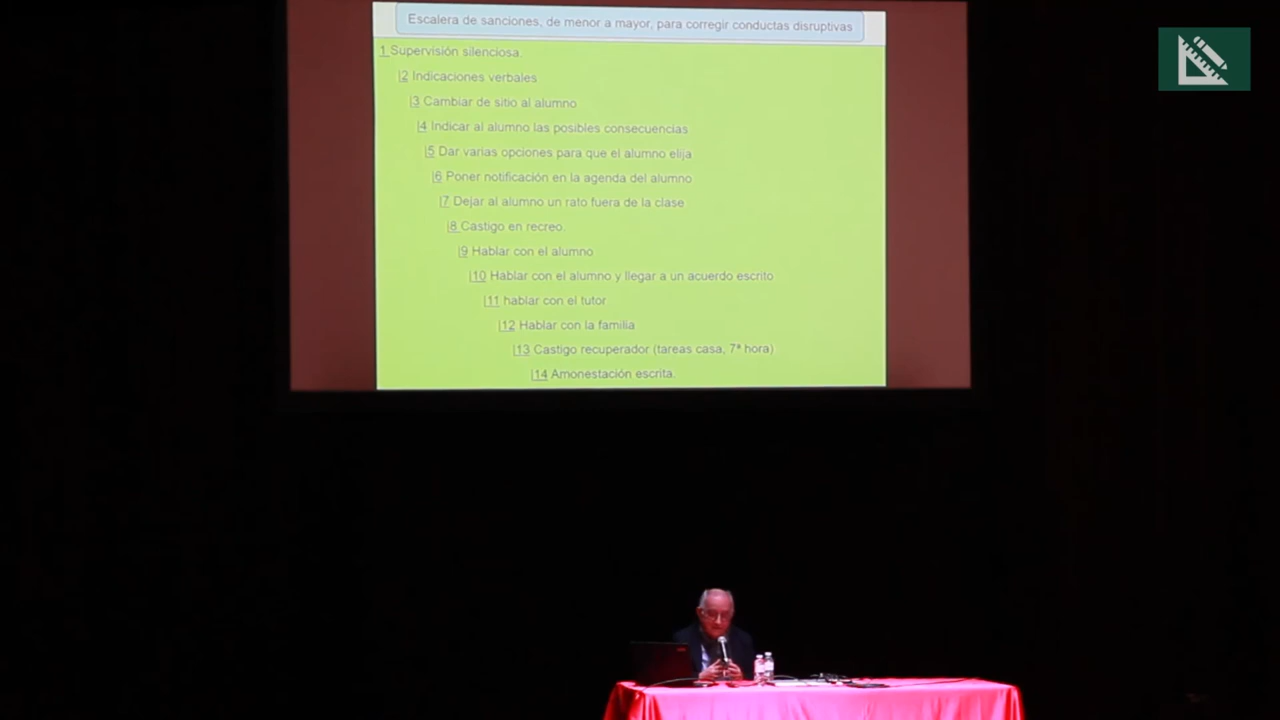 Escalera de sanciones, de menor a mayor, para corregir conductas disruptivas
1 Supervisión silenciosa.
2 Indicaciones verbales
3 Cambiar de sitio al alumno
4 Indicar al alumno las posibles consecuencias
5 Dar varias opciones para que el alumno elija
6 Poner notificación en la agenda del alumno
7 Dejar al alumno un rato fuera de la clase
8 Castigo en recreo.
9 Hablar con el alumno
10 Hablar con el alumno y llegar a un acuerdo escrito
11 hablar con el tutor
12 Hablar con la familia
13 Castigo recuperador (tareas casa, 7ª hora)
14 Amonestación escrita.